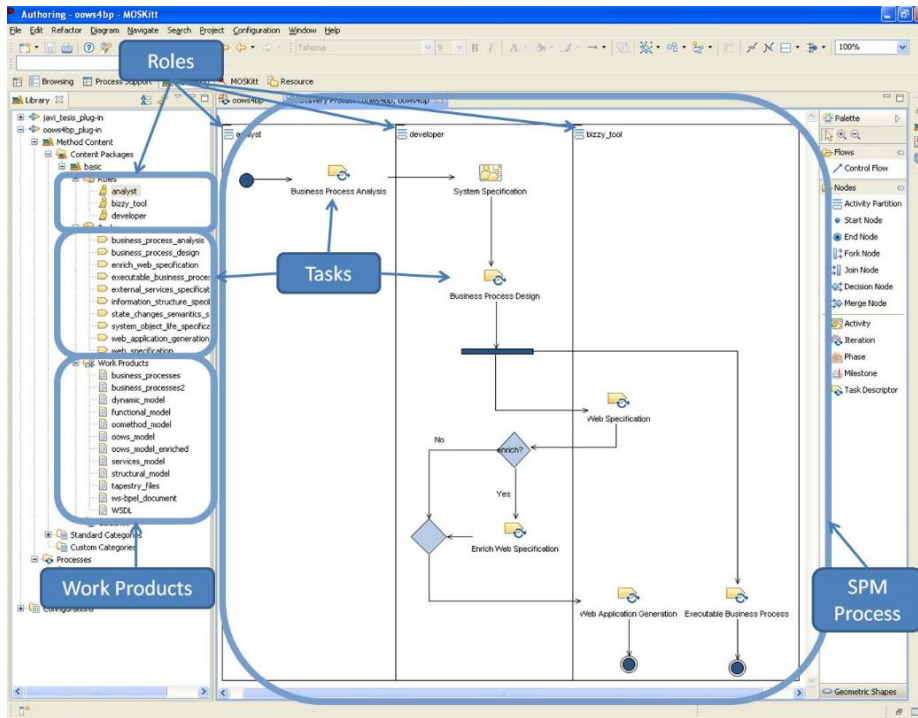 Authoring - oows4bp - MOSKitt
File Edit Refactor Diagram Navigate Search Project Configuration Window Help
Tahoma 9 B I A 100%
Roles
Browsing Process Support MOSKitt Resource
Library
oows4bp
javi_tesis_plug-in
oows4bp_plug-in
Method Content
Content Packages
basic
Roles
analyst
bizzy_tool
developer
business_process_analysis
business_process_design
enrich_web_specification
executable_business_proces
external_services_specificat
information_structure_specif
state_changes_semantics_s
system_object_life_specifica
web_application_generation
web_specification
Work Products
business_processes
business_processes2
dynamic_model
functional_model
oomethod_model
oows_model
oows_model_enriched
services_model
structural_model
tapestry_files
ws-bpel_document
WSDL
Standard Categories
Custom Categories
Processes
Configurations
Work Products
analyst
developer
bizzy_tool
Business Process Analysis
System Specification
Tasks
Business Process Design
Web Specification
No
enrich?
Yes
Enrich Web Specification
Web Application Generation
Executable Business Process
Palette
Flows
Control Flow
Nodes
Activity Partition
Start Node
End Node
Fork Node
Join Node
Decision Node
Merge Node
Activity
Iteration
Phase
Milestone
Task Descriptor
SPM
Process
Geometric Shapes